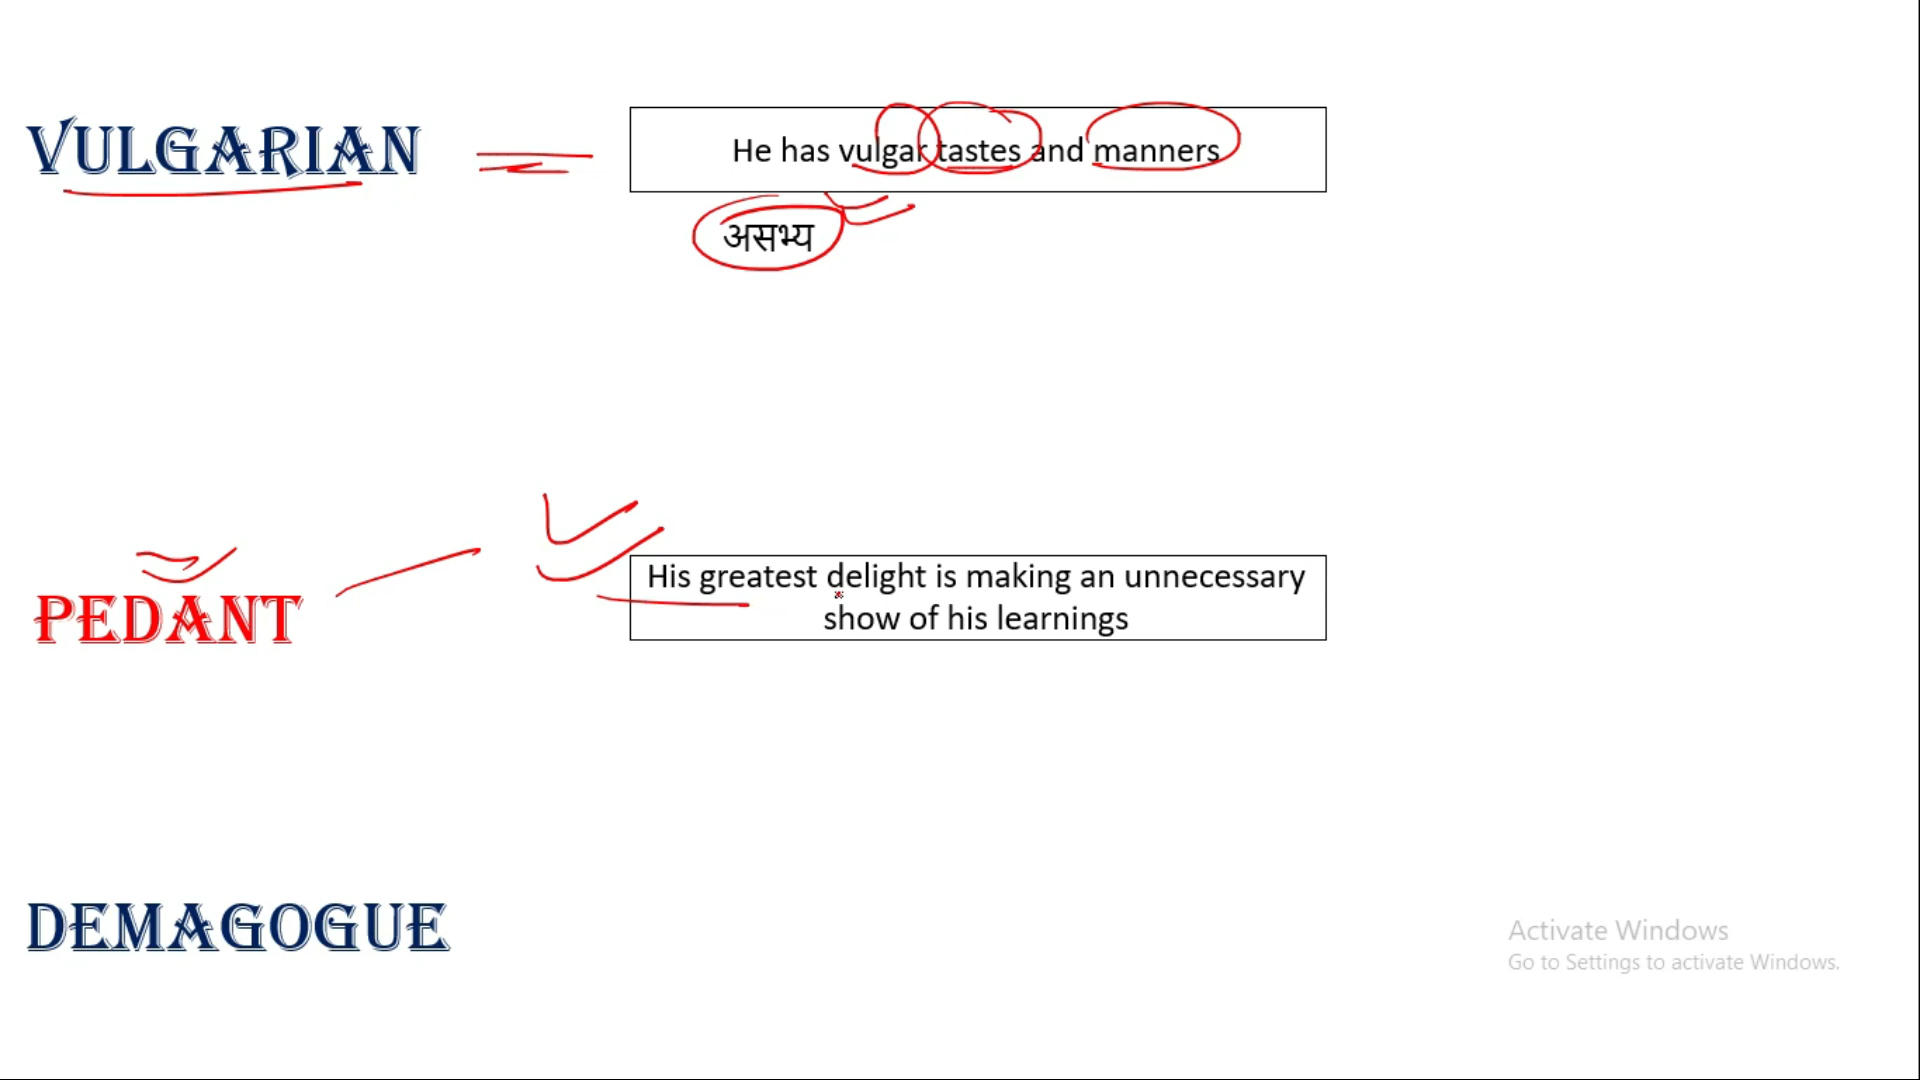 VULGARIAN
He has vulgar tastes and manners
असभ्य
PEDANT
His greatest delight is making an unnecessary
show of his learnings
DEMAGOGUE
Activate Windows
Go to Settings to activate Windows.